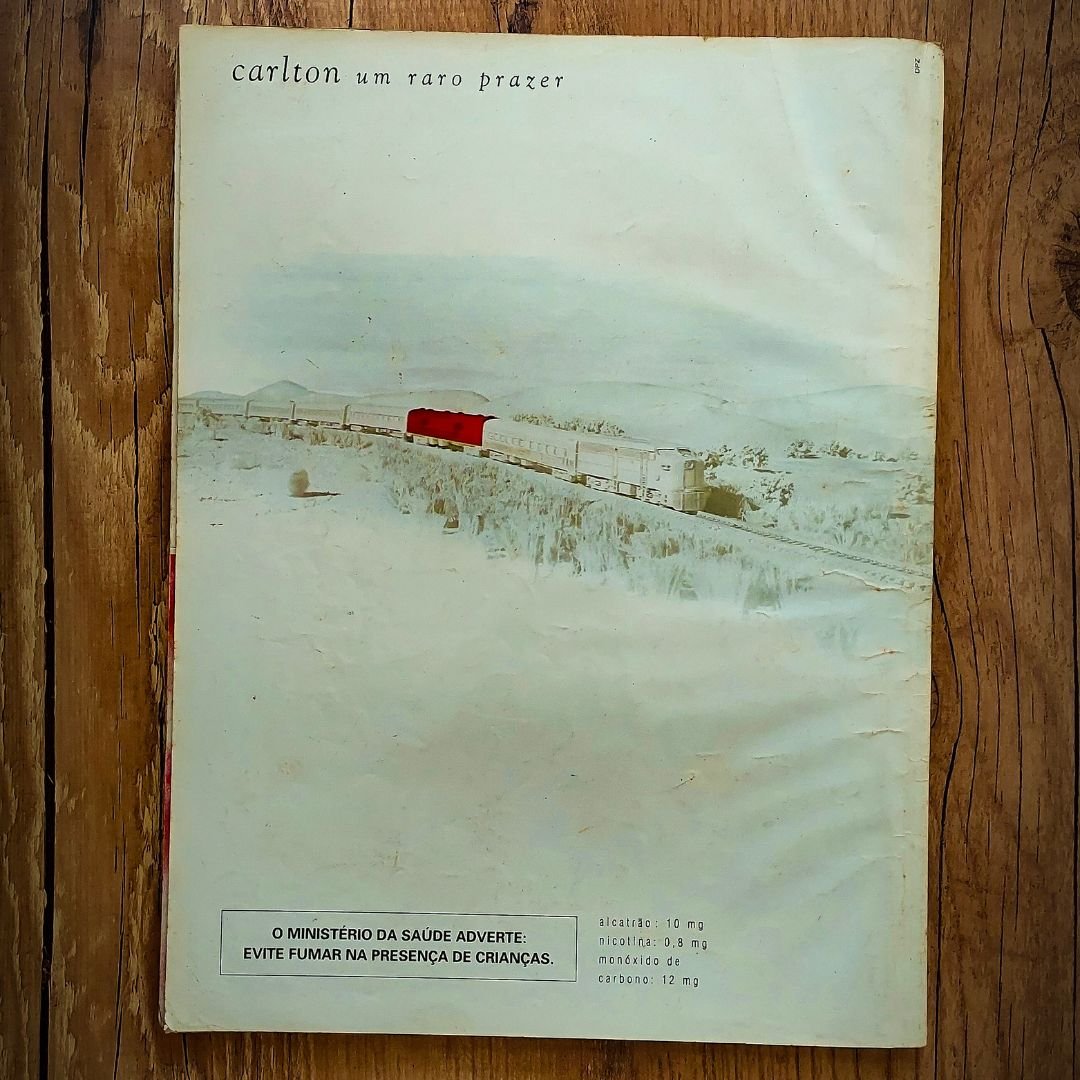 carlton um raro prazer
O MINISTÉRIO DA SAÚDE ADVERTE:
EVITE FUMAR NA PRESENÇA DE CRIANÇAS.
alcatrão: 10 mg
nicotina: 0,8 mg
monóxido de
carbono: 12 mg